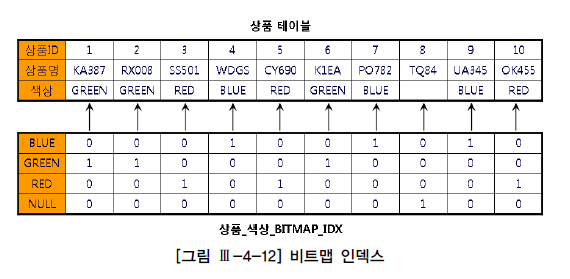 상품 테이블
상품ID 1 2 3 4 5 6 7 8 9 10
상품명 KA387 RX008 SS501 WDGS CY690 K1EA PO782 TQ84 UA345 OK455
색상 GREEN GREEN RED BLUE RED GREEN BLUE BLUE RED
BLUE 0 0 0 1 0 0 1 0 1 0
GREEN 1 1 0 0 0 1 0 0 0 0
RED 0 0 1 0 1 0 0 0 0 1
NULL 0 0 0 0 0 0 0 1 0 0
상품_색상_BITMAP_IDX
[그림 Ⅲ-4-12] 비트맵 인덱스